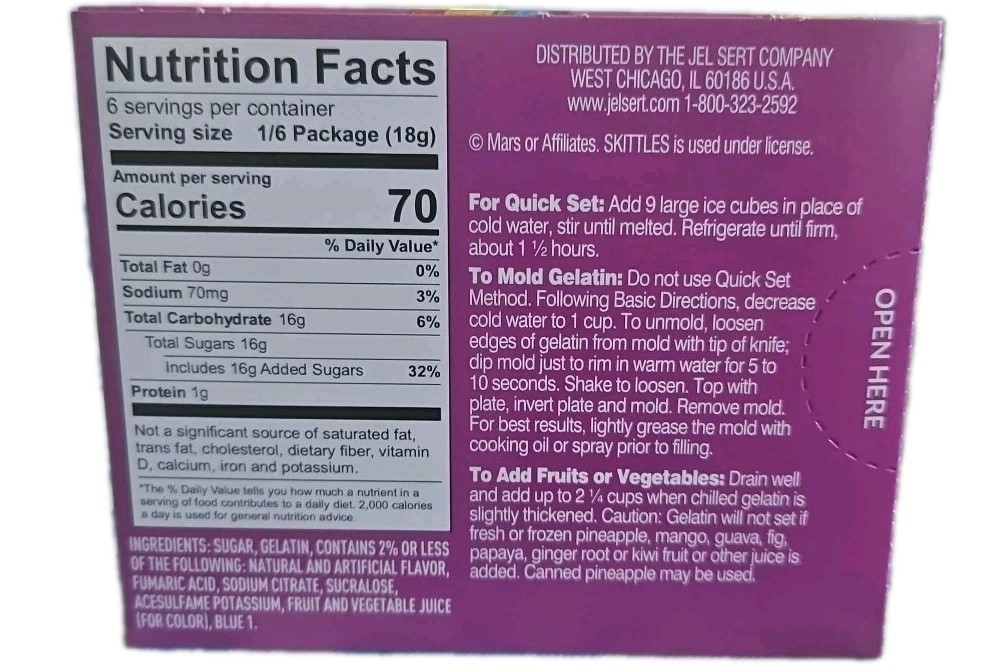 Nutrition Facts
6 servings per container
Serving size 1/6 Package (18g)
Amount per serving
Calories 70
% Daily Value*
Total Fat 0g 0%
Sodium 70mg 3%
Total Carbohydrate 16g 6%
Total Sugars 16g
Includes 16g Added Sugars 32%
Protein 1g
Not a significant source of saturated fat,
trans fat, cholesterol, dietary fiber, vitamin
D, calcium, iron and potassium.
*The % Daily Value tells you how much a nutrient in a
serving of food contributes to a daily diet. 2,000 calories
a day is used for general nutrition advice.
INGREDIENTS: SUGAR, GELATIN, CONTAINS 2% OR LESS
OF THE FOLLOWING: NATURAL AND ARTIFICIAL FLAVOR,
FUMARIC ACID, SODIUM CITRATE, SUCRALOSE,
ACESULFAME POTASSIUM, FRUIT AND VEGETABLE JUICE
(FOR COLOR), BLUE 1.
DISTRIBUTED BY THE JEL SERT COMPANY
WEST CHICAGO, IL 60186 U.S.A.
www.jelsert.com 1-800-323-2592
© Mars or Affiliates. SKITTLES is used under license.
For Quick Set: Add 9 large ice cubes in place of
cold water, stir until melted. Refrigerate until firm,
about 1 ½ hours.
To Mold Gelatin: Do not use Quick Set
Method. Following Basic Directions, decrease
cold water to 1 cup. To unmold, loosen
edges of gelatin from mold with tip of knife;
dip mold just to rim in warm water for 5 to
10 seconds. Shake to loosen. Top with
plate, invert plate and mold. Remove mold.
For best results, lightly grease the mold with
cooking oil or spray prior to filling.
To Add Fruits or Vegetables: Drain well
and add up to 2 ¼ cups when chilled gelatin is
slightly thickened. Caution: Gelatin will not set if
fresh or frozen pineapple, mango, guava, fig,
papaya, ginger root or kiwi fruit or other juice is
added. Canned pineapple may be used.
OPEN HERE